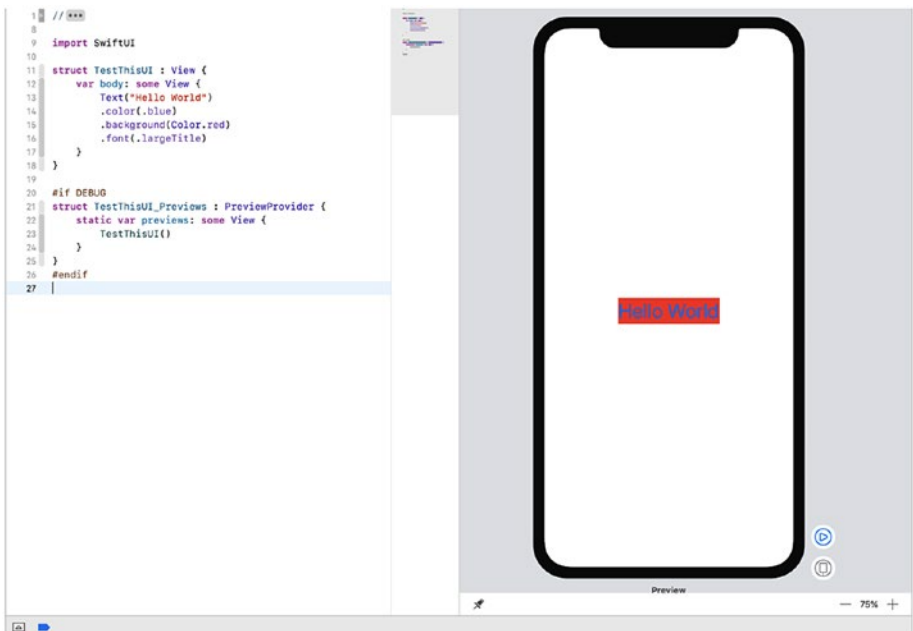 1 // •••
8
9 import SwiftUI
10
11 struct TestThisUI : View {
12 var body: some View {
13 Text("Hello World")
14 .color(.blue)
15 .background(Color.red)
16 .font(.largeTitle)
17 }
18 }
19
20 #if DEBUG
21 struct TestThisUI_Previews : PreviewProvider {
22 static var previews: some View {
23 TestThisUI()
24 }
25 }
26 #endif
27
Hello World
Preview
— 75% +